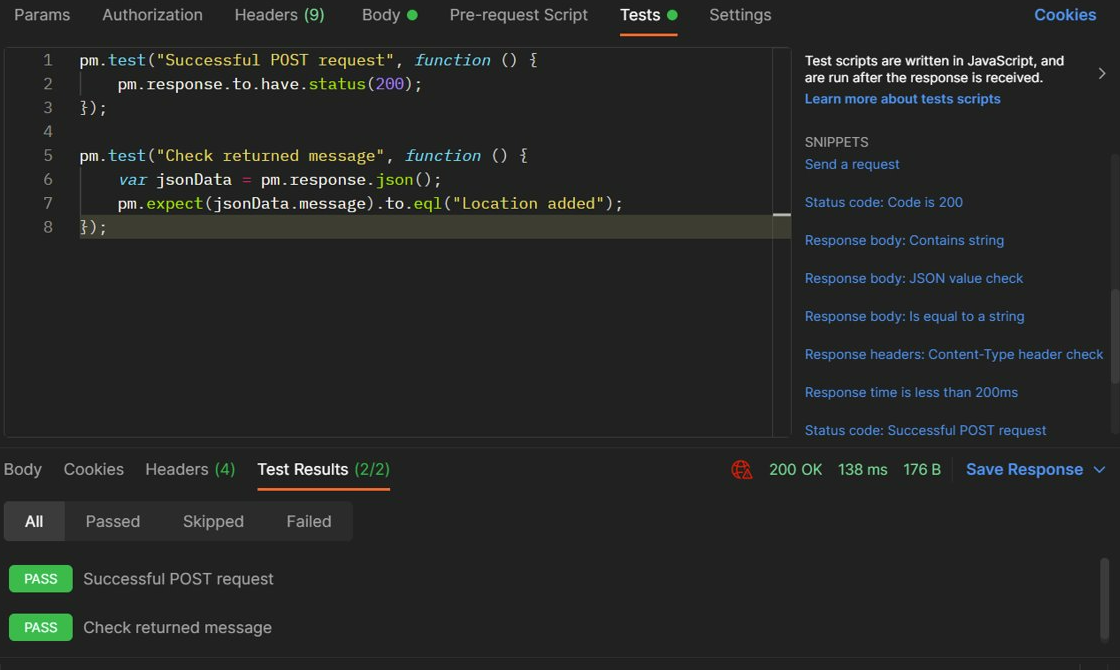 Params Authorization Headers (9) Body Pre-request Script Tests Settings Cookies
1 pm.test("Successful POST request", function () {
2 pm.response.to.have.status(200);
3 });
4
5 pm.test("Check returned message", function () {
6 var jsonData = pm.response.json();
7 pm.expect(jsonData.message).to.eql("Location added");
8 });
Test scripts are written in JavaScript, and
are run after the response is received.
Learn more about tests scripts
SNIPPETS
Send a request
Status code: Code is 200
Response body: Contains string
Response body: JSON value check
Response body: Is equal to a string
Response headers: Content-Type header check
Response time is less than 200ms
Status code: Successful POST request
Body Cookies Headers (4) Test Results (2/2) 200 OK 138 ms 176 B Save Response
All Passed Skipped Failed
PASS Successful POST request
PASS Check returned message